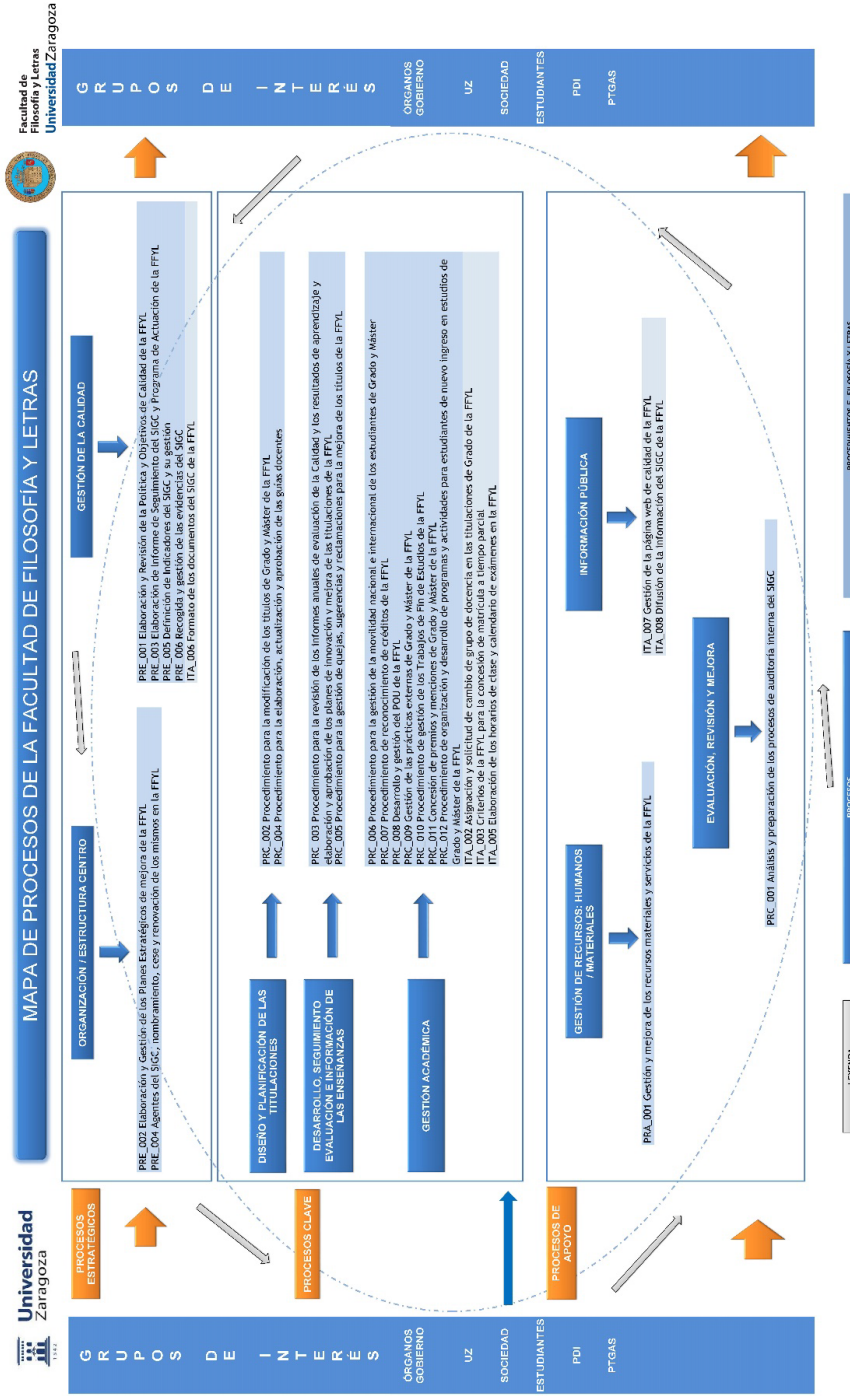 Universidad
Zaragoza
1542
MAPA DE PROCESOS DE LA FACULTAD DE FILOSOFÍA Y LETRAS
Facultad de
Filosofía y Letras
Universidad Zaragoza
GRUPOS DE INTERÉS
ÓRGANOS
GOBIERNO
UZ
SOCIEDAD
ESTUDIANTES
PDI
PTGAS
PROCESOS
ESTRATÉGICOS
ORGANIZACIÓN / ESTRUCTURA CENTRO
PRE_002 Elaboración y Gestión de los Planes Estratégicos de mejora de la FFYL
PRE_004 Agentes del SIGC, nombramiento, cese y renovación de los mismos en la FFYL
GESTIÓN DE LA CALIDAD
PRE_001 Elaboración y Revisión de la Política y Objetivos de Calidad de la FFYL
PRE_003 Elaboración de Informe de Seguimiento del SIGC y Programa de Actuación de la FFYL
PRE_005 Definición de Indicadores del SIGC y su gestión
PRE_006 Recogida y gestión de las evidencias del SIGC
ITA_006 Formato de los documentos del SIGC de la FFYL
PROCESOS CLAVE
DISEÑO Y PLANIFICACIÓN DE LAS
TITULACIONES
PRC_002 Procedimiento para la modificación de los títulos de Grado y Máster de la FFYL
PRC_004 Procedimiento para la elaboración, actualización y aprobación de las guías docentes
DESARROLLO, SEGUIMIENTO
EVALUACIÓN E INFORMACIÓN DE
LAS ENSEÑANZAS
PRC_003 Procedimiento para la revisión de los Informes anuales de evaluación de la Calidad y los resultados de aprendizaje y
elaboración y aprobación de los planes de innovación y mejora de las titulaciones de la FFYL
PRC_005 Procedimiento para la gestión de quejas, sugerencias y reclamaciones para la mejora de los títulos de la FFYL
GESTIÓN ACADÉMICA
PRC_006 Procedimiento para la gestión de la movilidad nacional e internacional de los estudiantes de Grado y Máster
PRC_007 Procedimiento de reconocimiento de créditos de la FFYL
PRC_008 Desarrollo y gestión del POU de la FFYL
PRC_009 Gestión de las prácticas externas de Grado y Máster de la FFYL
PRC_010 Procedimiento de gestión de los Trabajos de Fin de Estudios de la FFYL
PRC_011 Concesión de premios y menciones de Grado y Máster de la FFYL
PRC_012 Procedimiento de organización y desarrollo de programas y actividades para estudiantes de nuevo ingreso en estudios de
Grado y Máster de la FFYL
ITA_002 Asignación y solicitud de cambio de grupo de docencia en las titulaciones de Grado de la FFYL
ITA_003 Criterios de la FFYL para la concesión de matrícula a tiempo parcial
ITA_005 Elaboración de los horarios de clase y calendario de exámenes en la FFYL
PROCESOS DE
APOYO
GESTIÓN DE RECURSOS: HUMANOS
/ MATERIALES
PRA_001 Gestión y mejora de los recursos materiales y servicios de la FFYL
INFORMACIÓN PÚBLICA
ITA_007 Gestión de la página web de calidad de la FFYL
ITA_008 Difusión de la información del SIGC de la FFYL
EVALUACIÓN, REVISIÓN Y MEJORA
PRC_001 Análisis y preparación de los procesos de auditoría interna del SIGC
GRUPOS DE INTERÉS
ÓRGANOS
GOBIERNO
UZ
SOCIEDAD
ESTUDIANTES
PDI
PTGAS
LEYENDA
PROCESOS